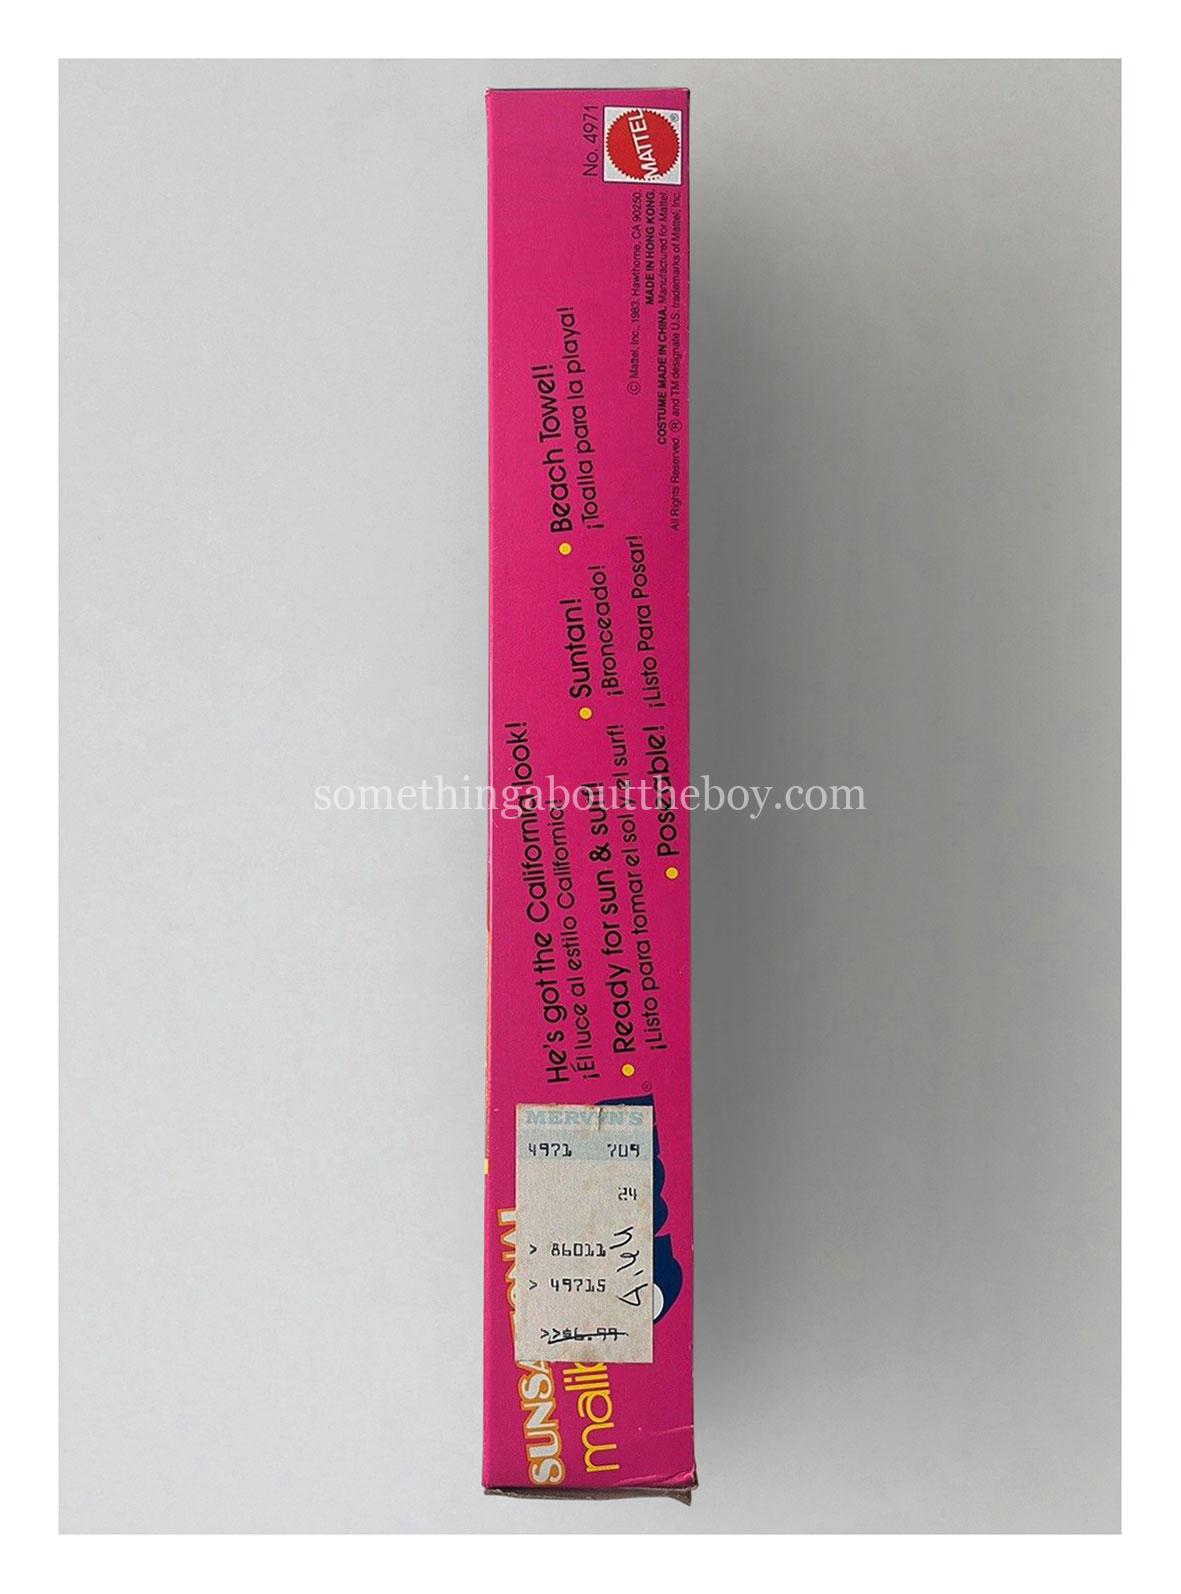 No. 4971
MATTEL®
© Mattel, Inc., 1983. Hawthorne, CA 90250.
MADE IN HONG KONG.
COSTUME MADE IN CHINA. Manufactured for Mattel.
All Rights Reserved. ® and TM designate U.S. trademarks of Mattel, Inc.
He's got the California look!
¡Él luce al estilo California!
• Ready for sun & surf!
¡Listo para tomar el sol y el surf!
• Suntan!
¡Bronceado!
• Beach Towel!
¡Toalla para la playa!
• Poseable! ¡Listo Para Posar!
somethingabouttheboy.com
®
MERVYN'S
4971 709
24
> 86011
> 49715
>>$6.99